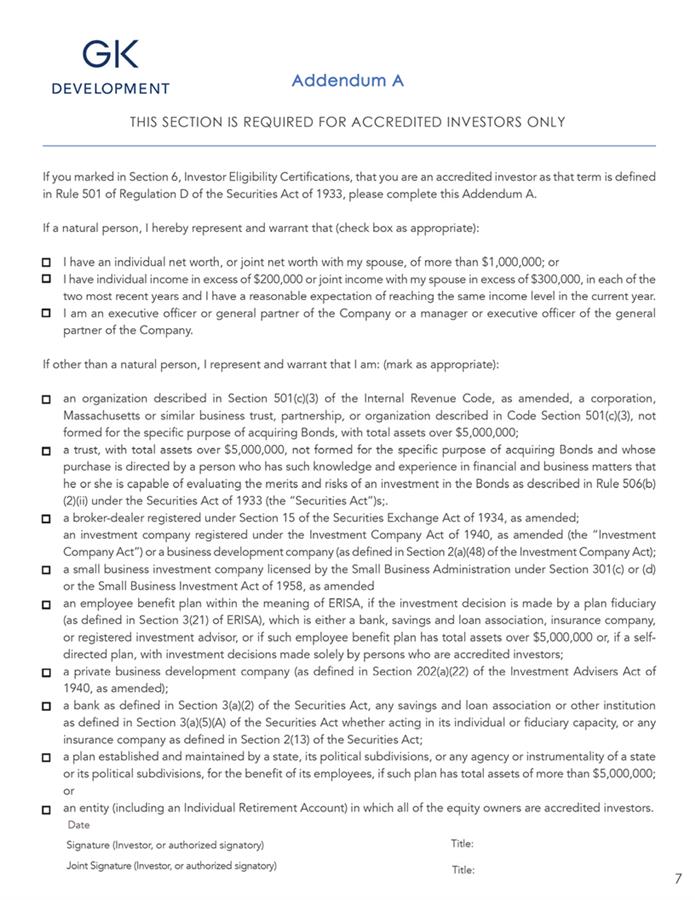 GK
DEVELOPMENT
Addendum A
THIS SECTION IS REQUIRED FOR ACCREDITED INVESTORS ONLY
If you marked in Section 6, Investor Eligibility Certifications, that you are an accredited investor as that term is defined
in Rule 501 of Regulation D of the Securities Act of 1933, please complete this Addendum A.
If a natural person, I hereby represent and warrant that (check box as appropriate):
I have an individual net worth, or joint net worth with my spouse, of more than $1,000,000; or
I have individual income in excess of $200,000 or joint income with my spouse in excess of $300,000, in each of the
two most recent years and I have a reasonable expectation of reaching the same income level in the current year.
I am an executive officer or general partner of the Company or a manager or executive officer of the general
partner of the Company.
If other than a natural person, I represent and warrant that I am: (mark as appropriate):
an organization described in Section 501(c)(3) of the Internal Revenue Code, as amended, a corporation,
Massachusetts or similar business trust, partnership, or organization described in Code Section 501(c)(3), not
formed for the specific purpose of acquiring Bonds, with total assets over $5,000,000;
a trust, with total assets over $5,000,000, not formed for the specific purpose of acquiring Bonds and whose
purchase is directed by a person who has such knowledge and experience in financial and business matters that
he or she is capable of evaluating the merits and risks of an investment in the Bonds as described in Rule 506(b)
(2)(ii) under the Securities Act of 1933 (the “Securities Act”)s;.
a broker-dealer registered under Section 15 of the Securities Exchange Act of 1934, as amended;
an investment company registered under the Investment Company Act of 1940, as amended (the “Investment
Company Act”) or a business development company (as defined in Section 2(a)(48) of the Investment Company Act);
a small business investment company licensed by the Small Business Administration under Section 301(c) or (d)
or the Small Business Investment Act of 1958, as amended
an employee benefit plan within the meaning of ERISA, if the investment decision is made by a plan fiduciary
(as defined in Section 3(21) of ERISA), which is either a bank, savings and loan association, insurance company,
or registered investment advisor, or if such employee benefit plan has total assets over $5,000,000 or, if a self-
directed plan, with investment decisions made solely by persons who are accredited investors;
a private business development company (as defined in Section 202(a)(22) of the Investment Advisers Act of
1940, as amended);
a bank as defined in Section 3(a)(2) of the Securities Act, any savings and loan association or other institution
as defined in Section 3(a)(5)(A) of the Securities Act whether acting in its individual or fiduciary capacity, or any
insurance company as defined in Section 2(13) of the Securities Act;
a plan established and maintained by a state, its political subdivisions, or any agency or instrumentality of a state
or its political subdivisions, for the benefit of its employees, if such plan has total assets of more than $5,000,000;
or
an entity (including an Individual Retirement Account) in which all of the equity owners are accredited investors.
Date
Signature (Investor, or authorized signatory) Title:
Joint Signature (Investor, or authorized signatory) Title:
7